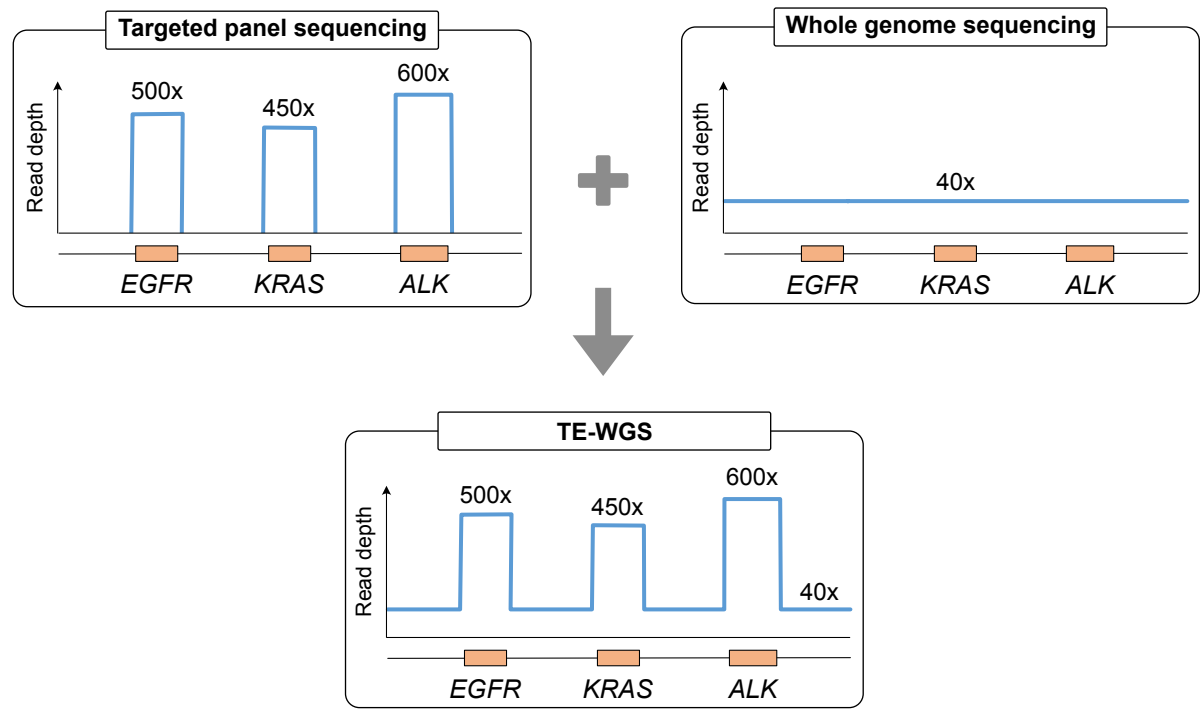 Targeted panel sequencing
Read depth
500x
450x
600x
EGFR
KRAS
ALK
Whole genome sequencing
Read depth
40x
EGFR
KRAS
ALK
TE-WGS
Read depth
500x
450x
600x
40x
EGFR
KRAS
ALK